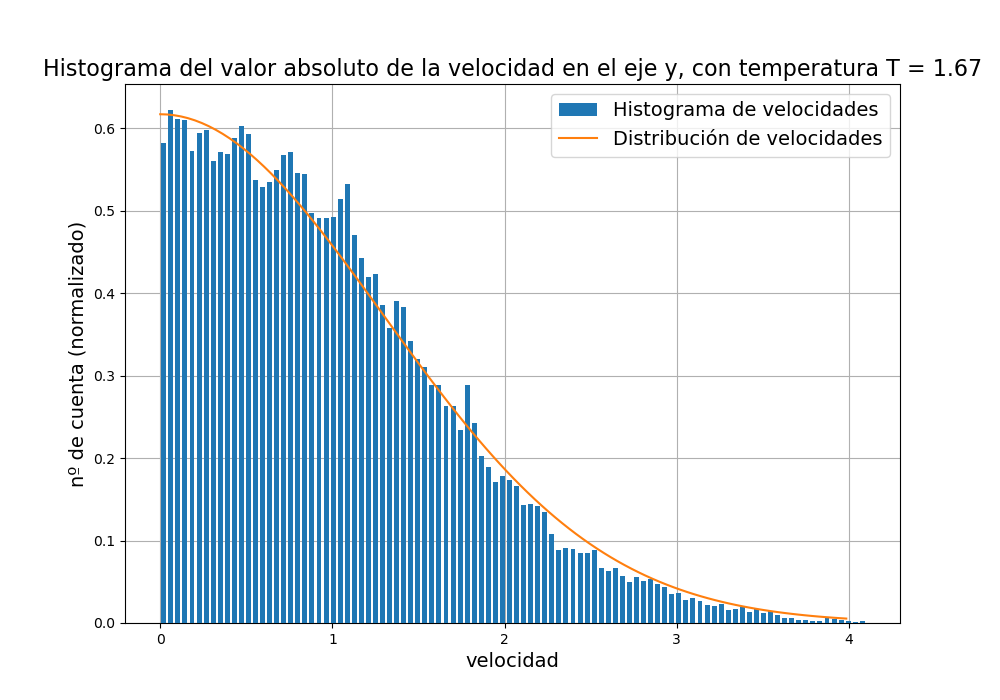 Histograma del valor absoluto de la velocidad en el eje y, con temperatura T = 1.67
Histograma de velocidades
Distribución de velocidades
nº de cuenta (normalizado)
0.6
0.5
0.4
0.3
0.2
0.1
0.0
0 1 2 3 4
velocidad